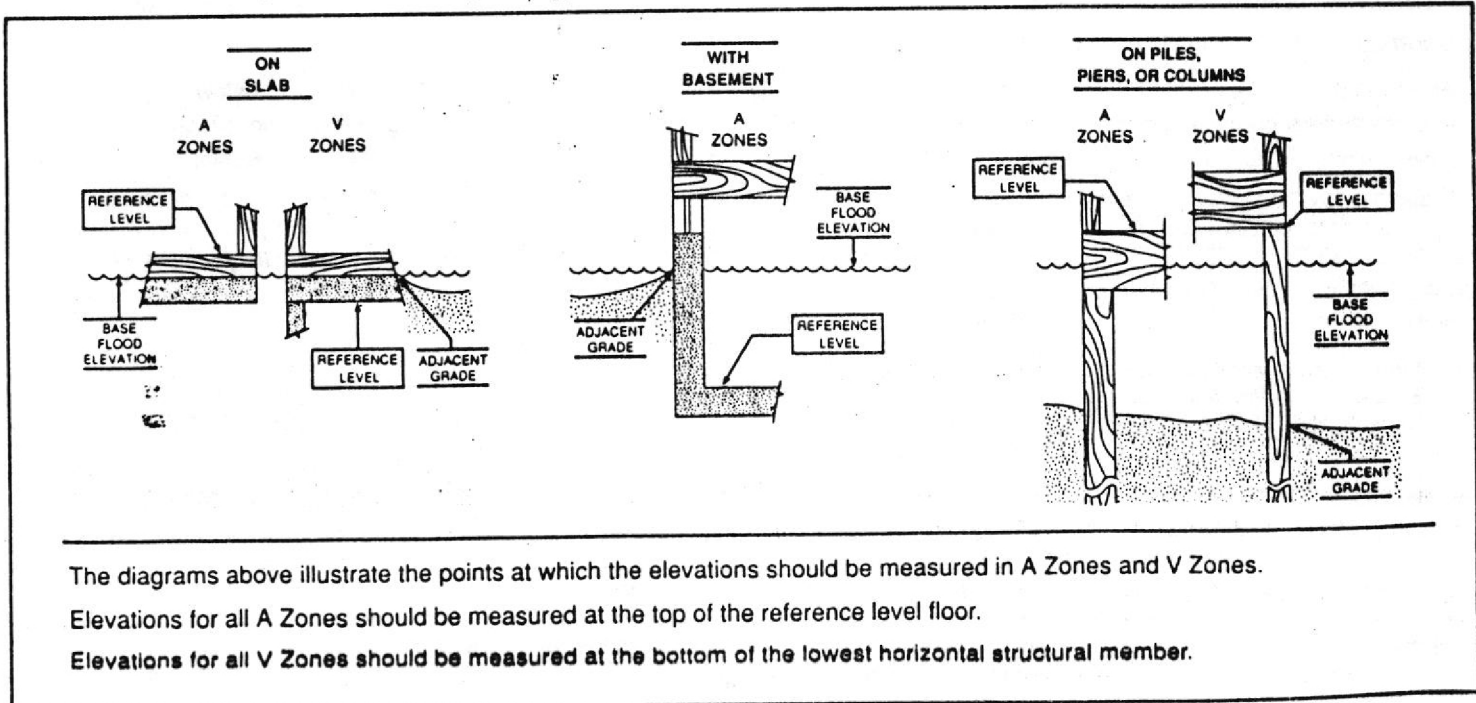 ON
SLAB
A
ZONES
V
ZONES
REFERENCE
LEVEL
BASE
FLOOD
ELEVATION
REFERENCE
LEVEL
ADJACENT
GRADE
WITH
BASEMENT
A
ZONES
BASE
FLOOD
ELEVATION
ADJACENT
GRADE
REFERENCE
LEVEL
ON PILES,
PIERS, OR COLUMNS
A
ZONES
V
ZONES
REFERENCE
LEVEL
REFERENCE
LEVEL
BASE
FLOOD
ELEVATION
ADJACENT
GRADE
The diagrams above illustrate the points at which the elevations should be measured in A Zones and V Zones.
Elevations for all A Zones should be measured at the top of the reference level floor.
Elevations for all V Zones should be measured at the bottom of the lowest horizontal structural member.